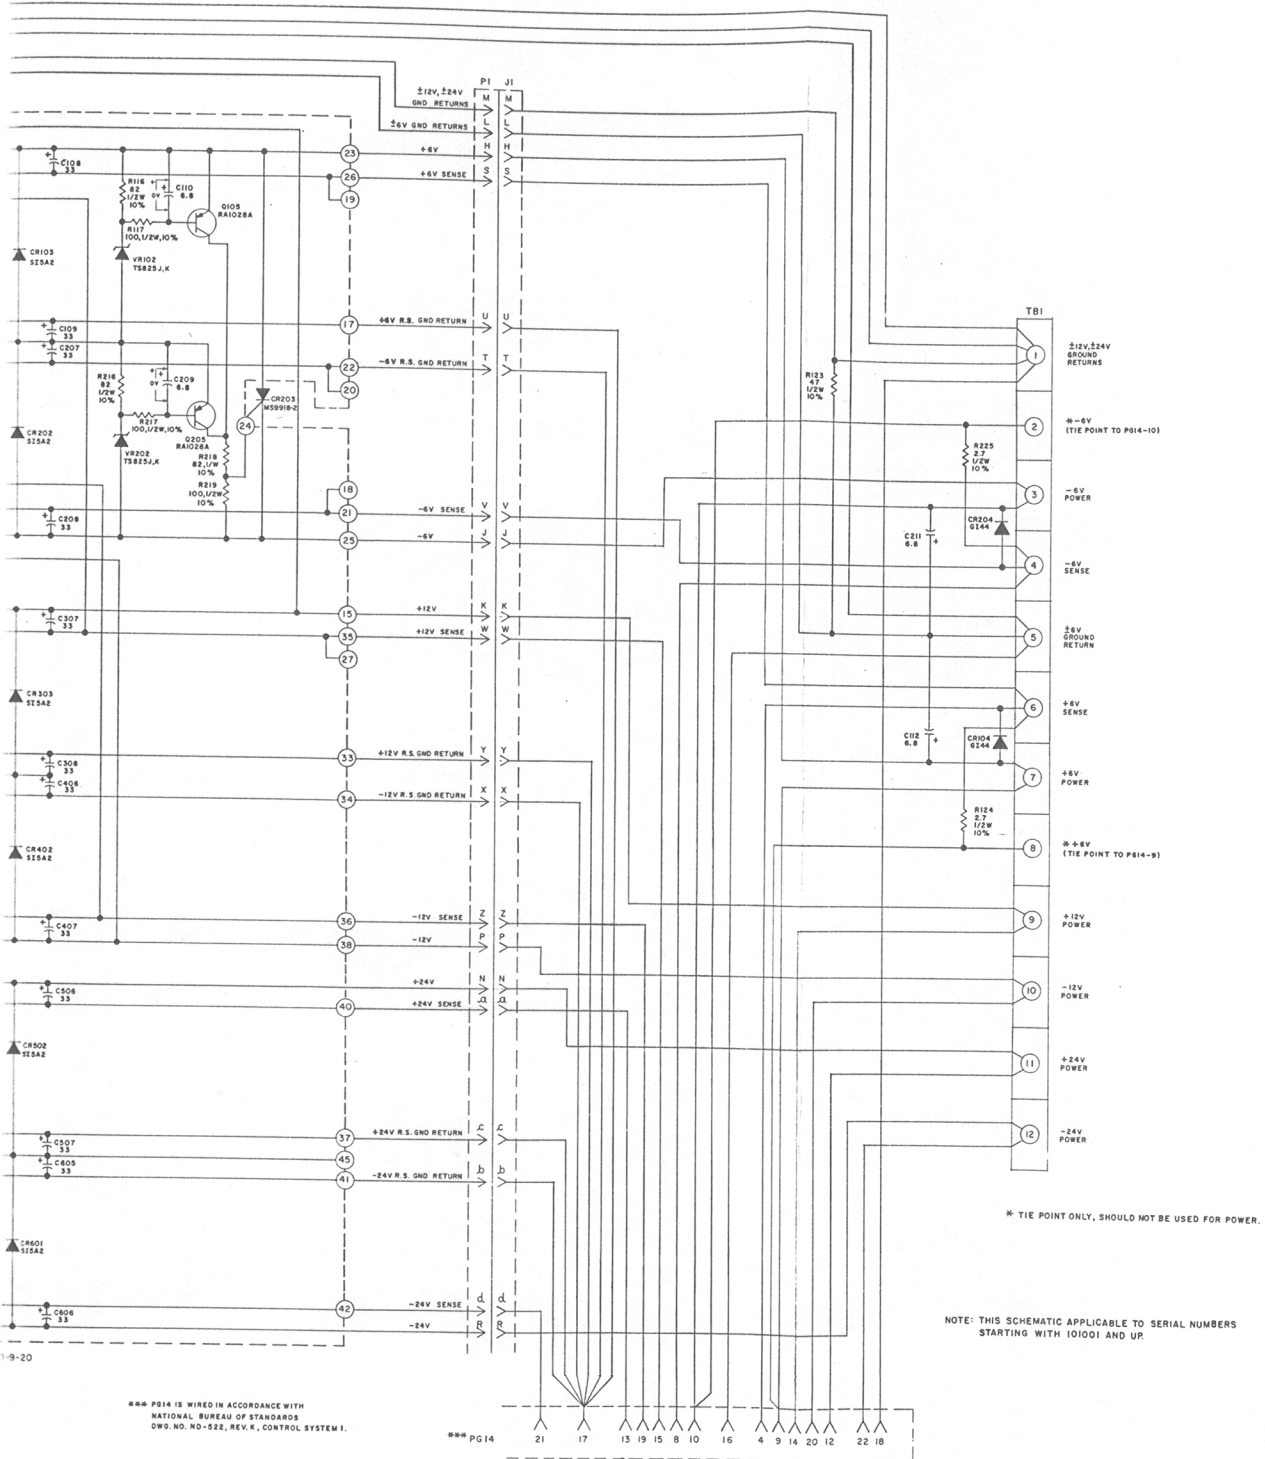 P1 J1
±12V,±24V
GND RETURNS
M M
±6V GND RETURNS
L L
+6V
H H
+6V SENSE
S S
23
26
19
C108
33
R116
82
1/2W
10%
C110
6.8
0V
Q105
RA1028A
R117
100,1/2W,10%
VR102
TS825J,K
CR103
SI5A2
C109
33
C207
33
17
+6V R.S. GND RETURN
U U
22
-6V R.S. GND RETURN
T T
20
R216
82
1/2W
10%
C209
6.8
0V
CR203
MS9918-2
R217
100,1/2W,10%
24
Q205
RA1028A
CR202
SI5A2
VR202
TS825J,K
R218
82,1/W
10%
R219
100,1/2W
10%
18
21
-6V SENSE
V V
25
-6V
J J
C208
33
15
+12V
K K
35
+12V SENSE
W W
27
C307
33
CR303
SI5A2
33
+12V R.S. GND RETURN
Y Y
C308
33
C406
33
34
-12V R.S. GND RETURN
X X
CR402
SI5A2
36
-12V SENSE
Z Z
C407
33
38
-12V
P P
+24V
N N
C506
33
40
+24V SENSE
a a
CR502
SI5A2
37
+24V R.S. GND RETURN
c c
C507
33
45
C605
33
41
-24V R.S. GND RETURN
b b
CR601
SI5A2
42
-24V SENSE
d d
C606
33
-24V
R R
-9-20
TB1
1
±12V,±24V
GROUND
RETURNS
R123
47
1/2W
10%
2
* -6V
(TIE POINT TO PG14-10)
R225
2.7
1/2W
10%
3
-6V
POWER
C211
6.8
CR204
GI44
4
-6V
SENSE
5
±6V
GROUND
RETURN
6
+6V
SENSE
C112
6.8
CR104
GI44
7
+6V
POWER
R124
2.7
1/2W
10%
8
* +6V
(TIE POINT TO PG14-9)
9
+12V
POWER
10
-12V
POWER
11
+24V
POWER
12
-24V
POWER
* TIE POINT ONLY, SHOULD NOT BE USED FOR POWER.
NOTE: THIS SCHEMATIC APPLICABLE TO SERIAL NUMBERS
STARTING WITH 101001 AND UP.
*** PG14 IS WIRED IN ACCORDANCE WITH
NATIONAL BUREAU OF STANDARDS
DWG. NO. ND-522, REV. K, CONTROL SYSTEM I.
*** PG14 21 17 13 19 15 8 10 16 4 9 14 20 12 22 18